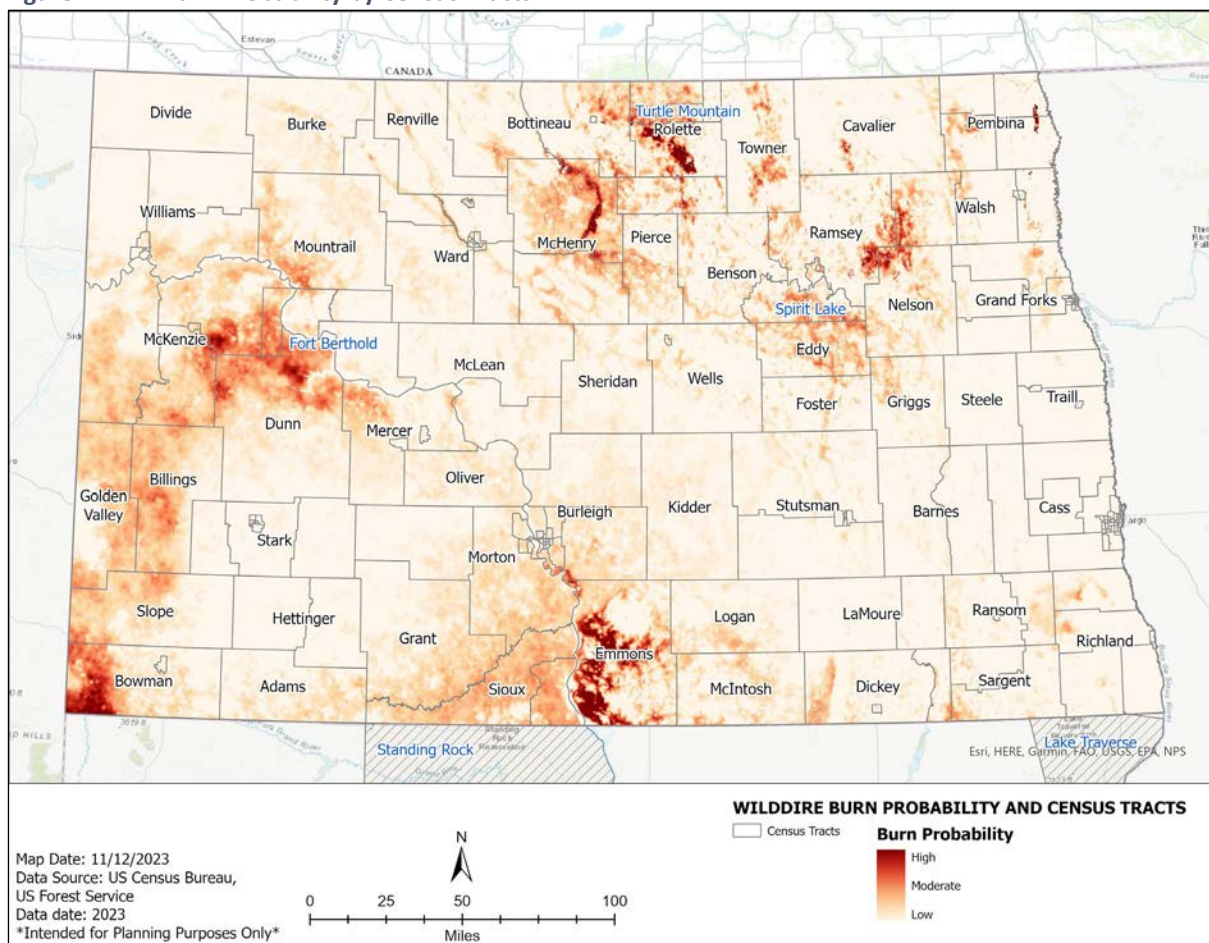 Estevan
CANADA
Divide
Burke
Renville
Bottineau
Turtle Mountain
Rolette
Towner
Cavalier
Pembina
Williams
Mountrail
Ward
McHenry
Pierce
Benson
Ramsey
Walsh
Nelson
Grand Forks
Spirit Lake
McKenzie
Fort Berthold
McLean
Sheridan
Wells
Eddy
Foster
Griggs
Steele
Traill
Dunn
Mercer
Oliver
Billings
Golden
Valley
Stark
Burleigh
Kidder
Stutsman
Barnes
Cass
Morton
Slope
Hettinger
Grant
Emmons
Logan
LaMoure
Ransom
Richland
Bowman
Adams
Sioux
McIntosh
Dickey
Sargent
Standing Rock
Lake Traverse
Esri, HERE, Garmin, FAO, USGS, EPA, NPS
WILDDIRE BURN PROBABILITY AND CENSUS TRACTS
Census Tracts
Burn Probability
High
Moderate
Low
N
0 25 50 100
Miles
Map Date: 11/12/2023
Data Source: US Census Bureau,
US Forest Service
Data date: 2023
*Intended for Planning Purposes Only*